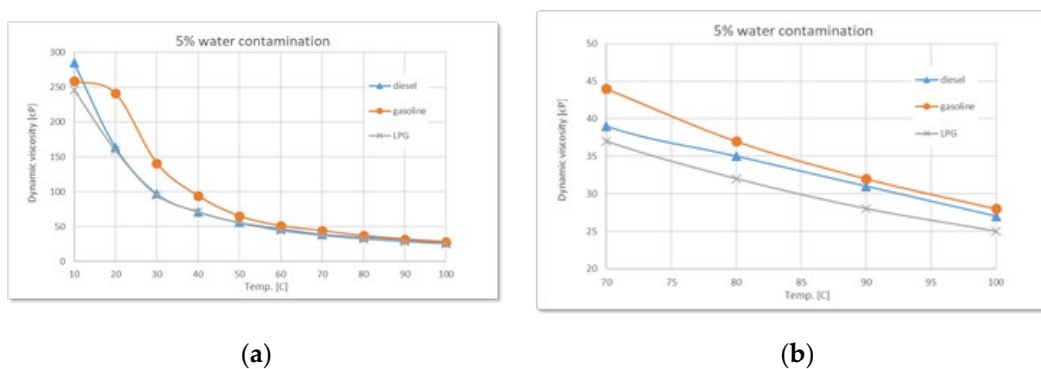 5% water contamination
300
250
200
150
100
50
0
Dynamic viscosity [cP]
diesel
gasoline
LPG
10 20 30 40 50 60 70 80 90 100
Temp. [C]
(a)
5% water contamination
50
45
40
35
30
25
20
Dynamic viscosity [cP]
diesel
gasoline
LPG
70 75 80 85 90 95 100
Temp. [C]
(b)